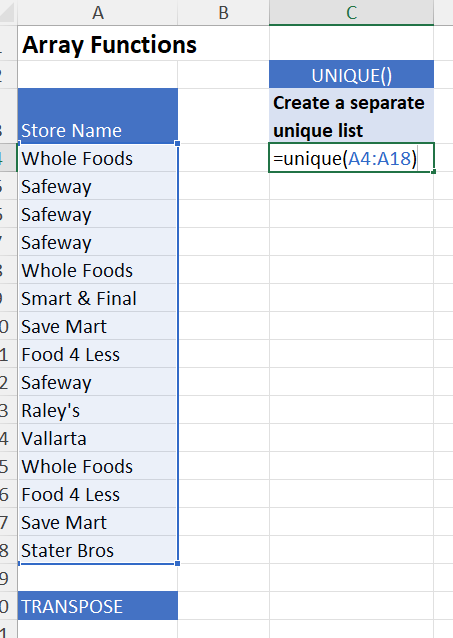 A B C
Array Functions
UNIQUE()
Create a separate
unique list
Store Name
Whole Foods =unique(A4:A18)
Safeway
Safeway
Safeway
Whole Foods
Smart & Final
Save Mart
Food 4 Less
Safeway
Raley's
Vallarta
Whole Foods
Food 4 Less
Save Mart
Stater Bros
TRANSPOSE